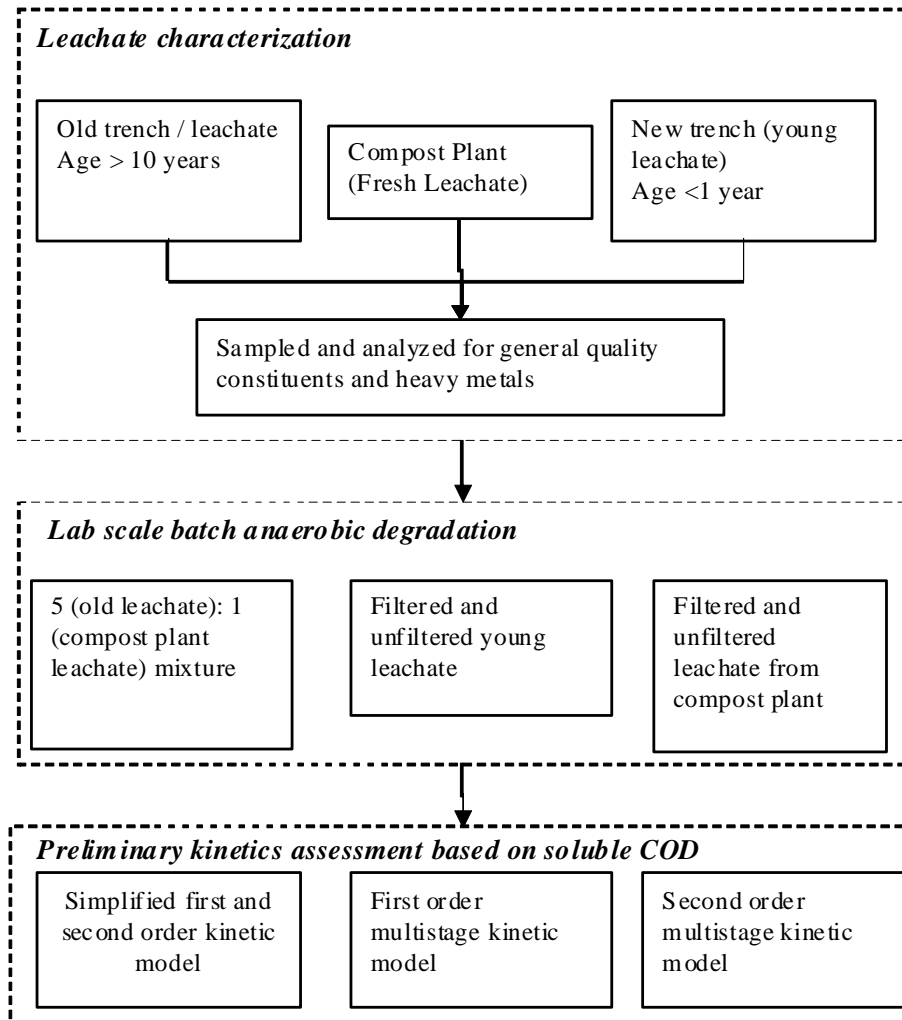 Leachate characterization
Old trench / leachate
Age > 10 years
Compost Plant
(Fresh Leachate)
New trench (young
leachate)
Age <1 year
Sampled and analyzed for general quality
constituents and heavy metals
Lab scale batch anaerobic degradation
5 (old leachate): 1
(compost plant
leachate) mixture
Filtered and
unfiltered young
leachate
Filtered and
unfiltered
leachate from
compost plant
Preliminary kinetics assessment based on soluble COD
Simplified first and
second order kinetic
model
First order
multistage kinetic
model
Second order
multistage kinetic
model